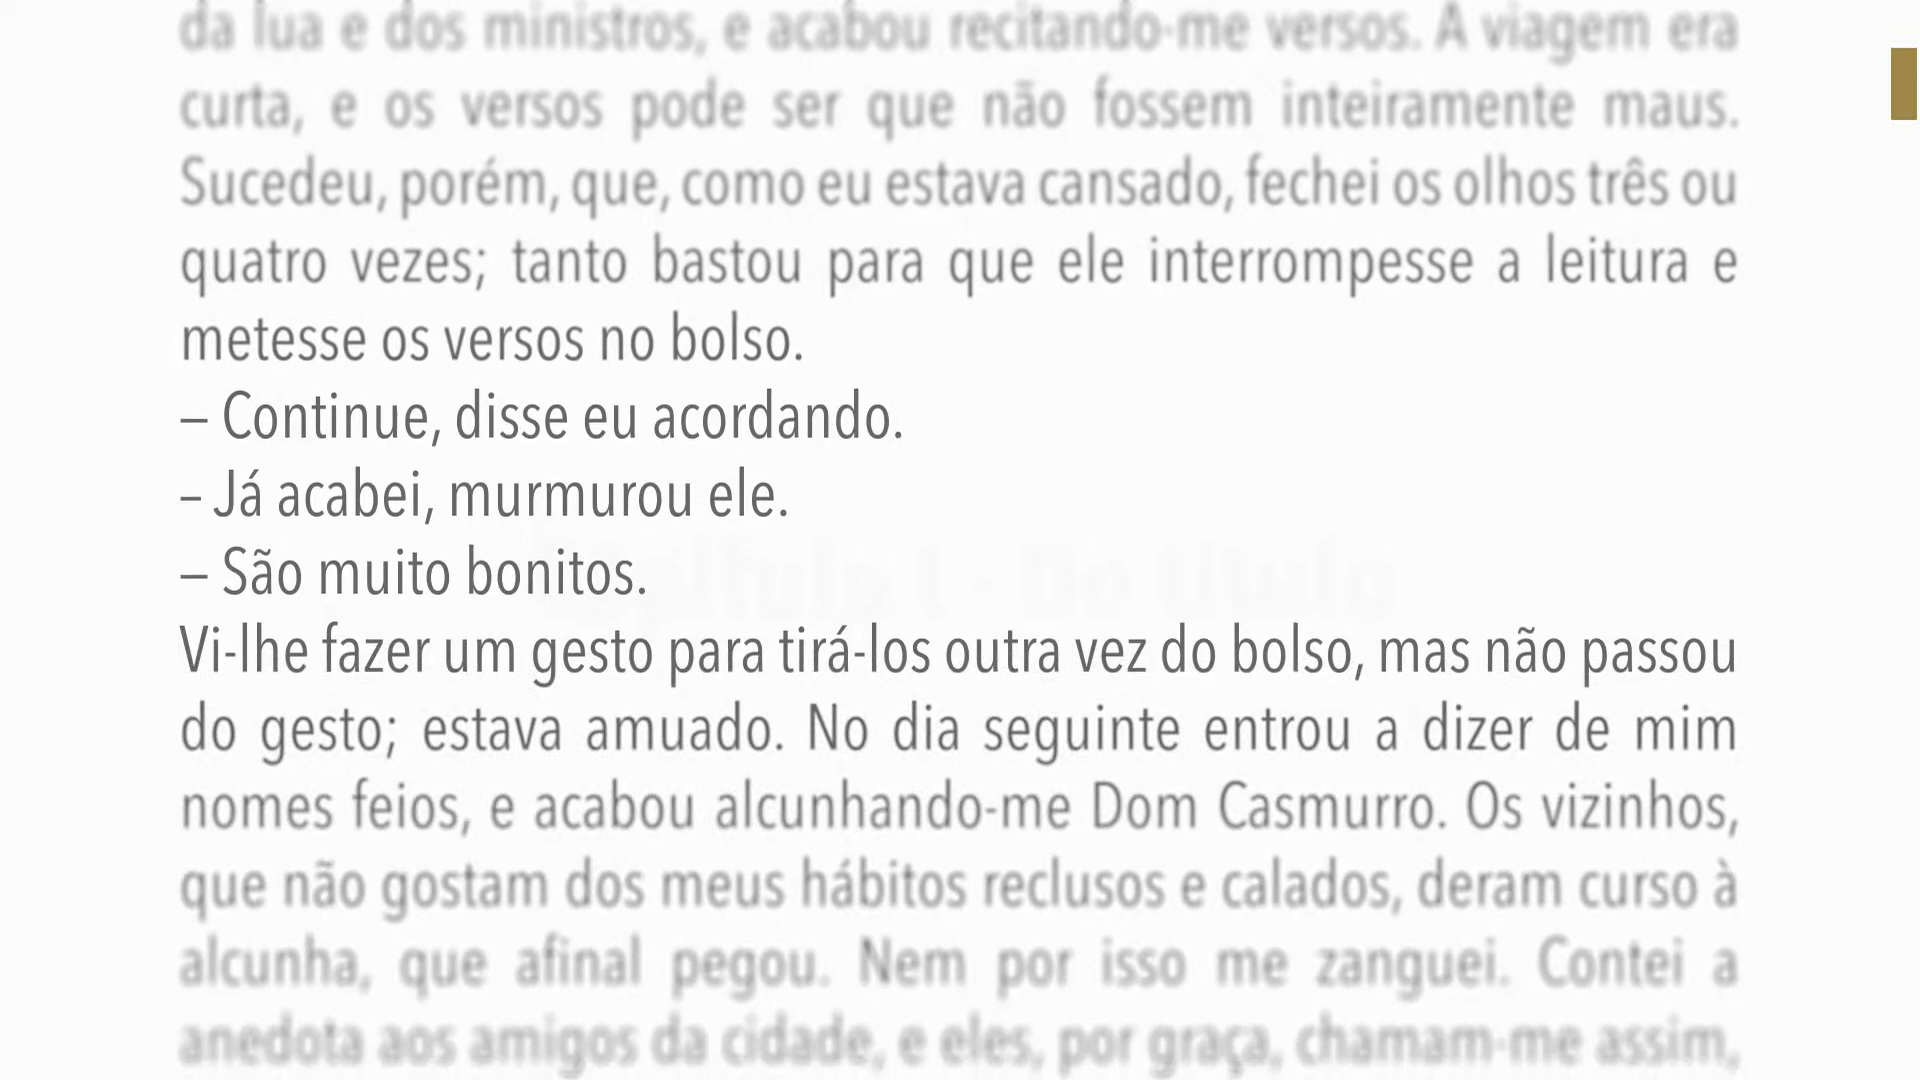 da lua e dos ministros, e acabou recitando-me versos. A viagem era
curta, e os versos pode ser que não fossem inteiramente maus.
Sucedeu, porém, que, como eu estava cansado, fechei os olhos três ou
quatro vezes; tanto bastou para que ele interrompesse a leitura e
metesse os versos no bolso.
– Continue, disse eu acordando.
– Já acabei, murmurou ele.
– São muito bonitos.
Vi-lhe fazer um gesto para tirá-los outra vez do bolso, mas não passou
do gesto; estava amuado. No dia seguinte entrou a dizer de mim
nomes feios, e acabou alcunhando-me Dom Casmurro. Os vizinhos,
que não gostam dos meus hábitos reclusos e calados, deram curso à
alcunha, que afinal pegou. Nem por isso me zanguei. Contei a
anedota aos amigos da cidade, e eles, por graça, chamam-me assim,